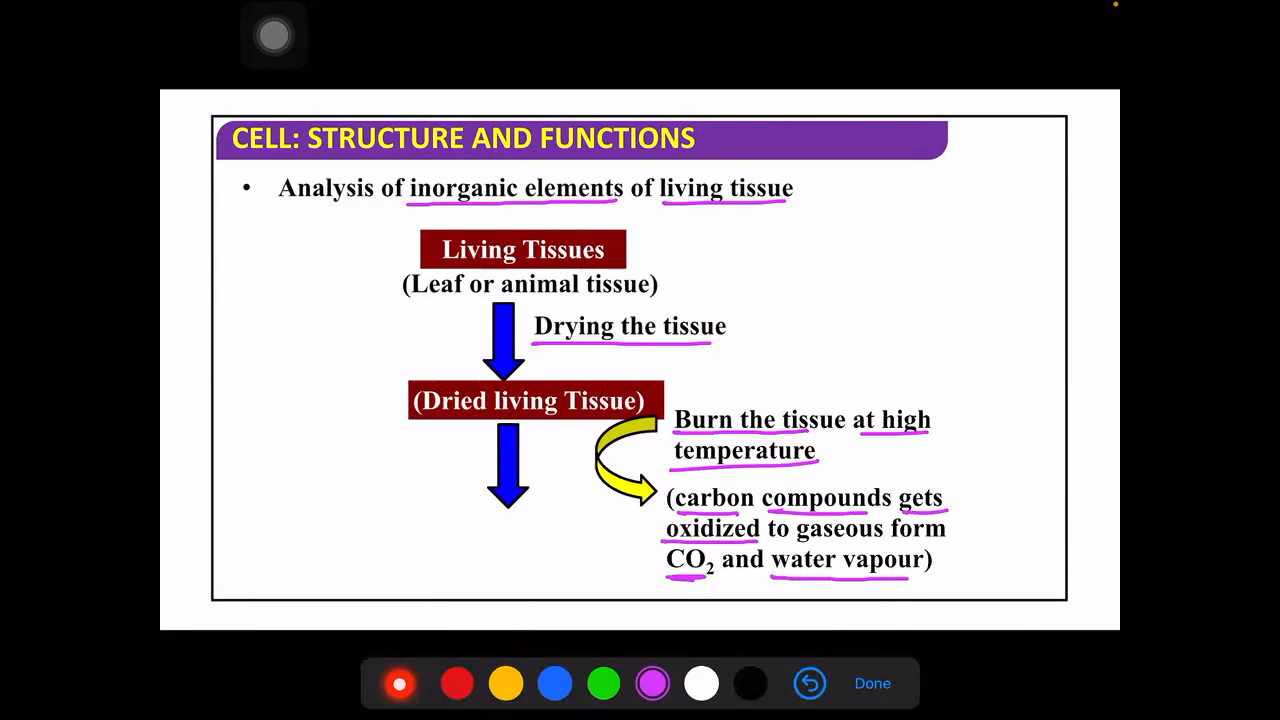 CELL: STRUCTURE AND FUNCTIONS
• Analysis of inorganic elements of living tissue
Living Tissues
(Leaf or animal tissue)
Drying the tissue
(Dried living Tissue)
Burn the tissue at high
temperature
(carbon compounds gets
oxidized to gaseous form
CO₂ and water vapour)
Done